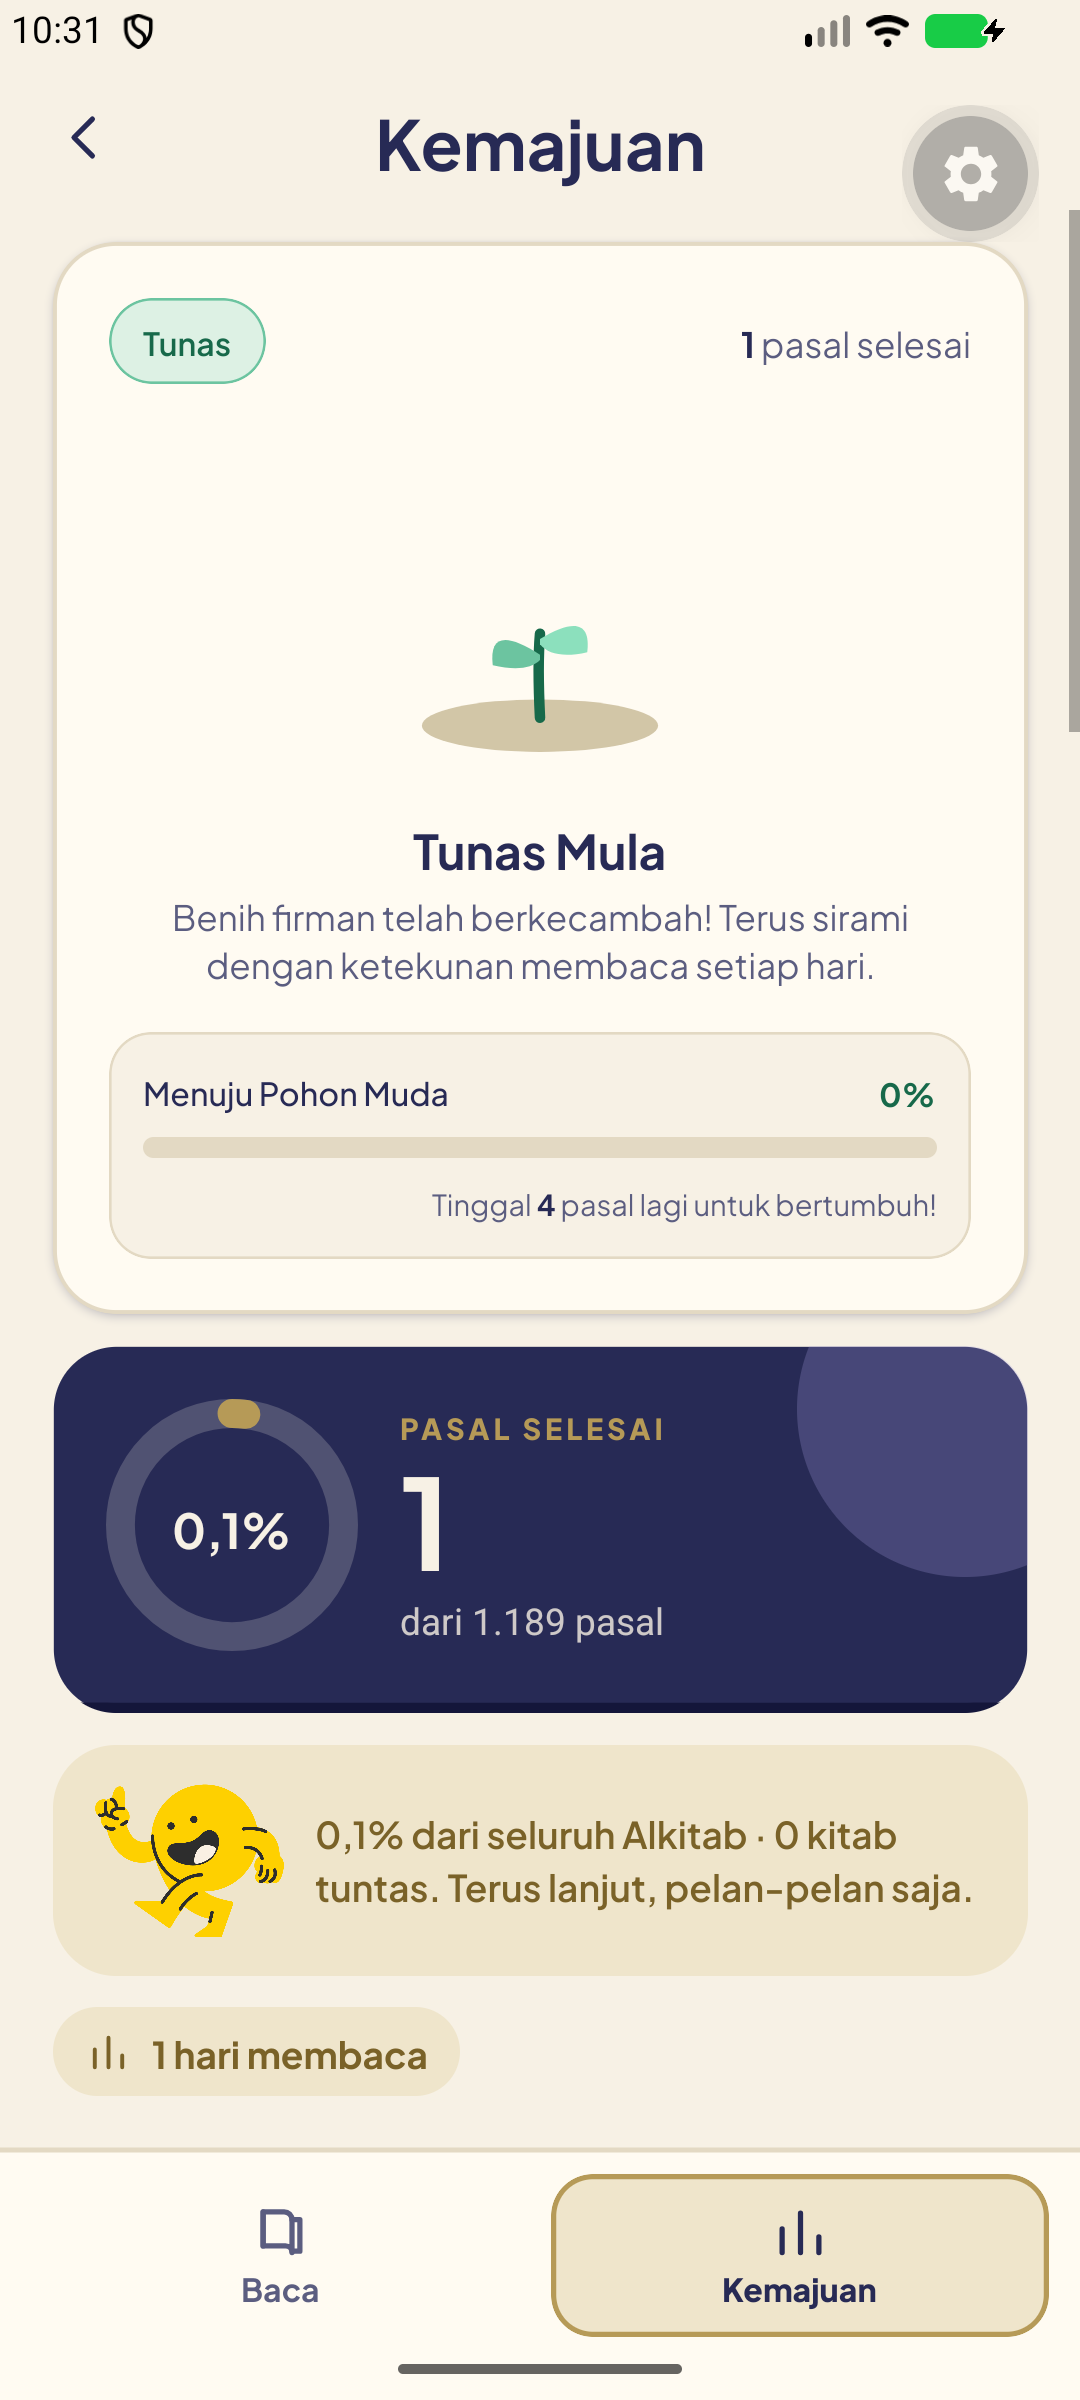 10:31
Kemajuan
Tunas
1 pasal selesai
Tunas Mula
Benih firman telah berkecambah! Terus sirami
dengan ketekunan membaca setiap hari.
Menuju Pohon Muda
0%
Tinggal 4 pasal lagi untuk bertumbuh!
0,1%
PASAL SELESAI
1
dari 1.189 pasal
0,1% dari seluruh Alkitab · 0 kitab
tuntas. Terus lanjut, pelan-pelan saja.
1 hari membaca
Baca
Kemajuan